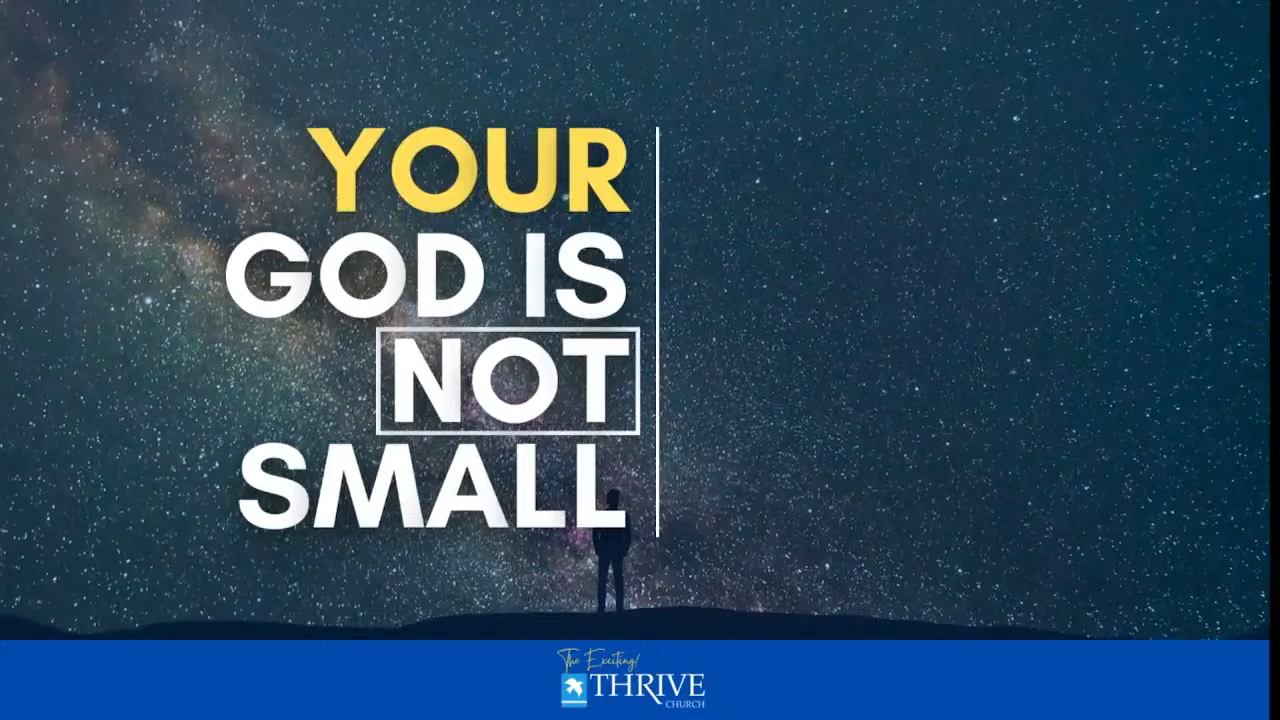 YOUR
GOD IS
NOT
SMALL
The Exciting!
THRIVE
CHURCH